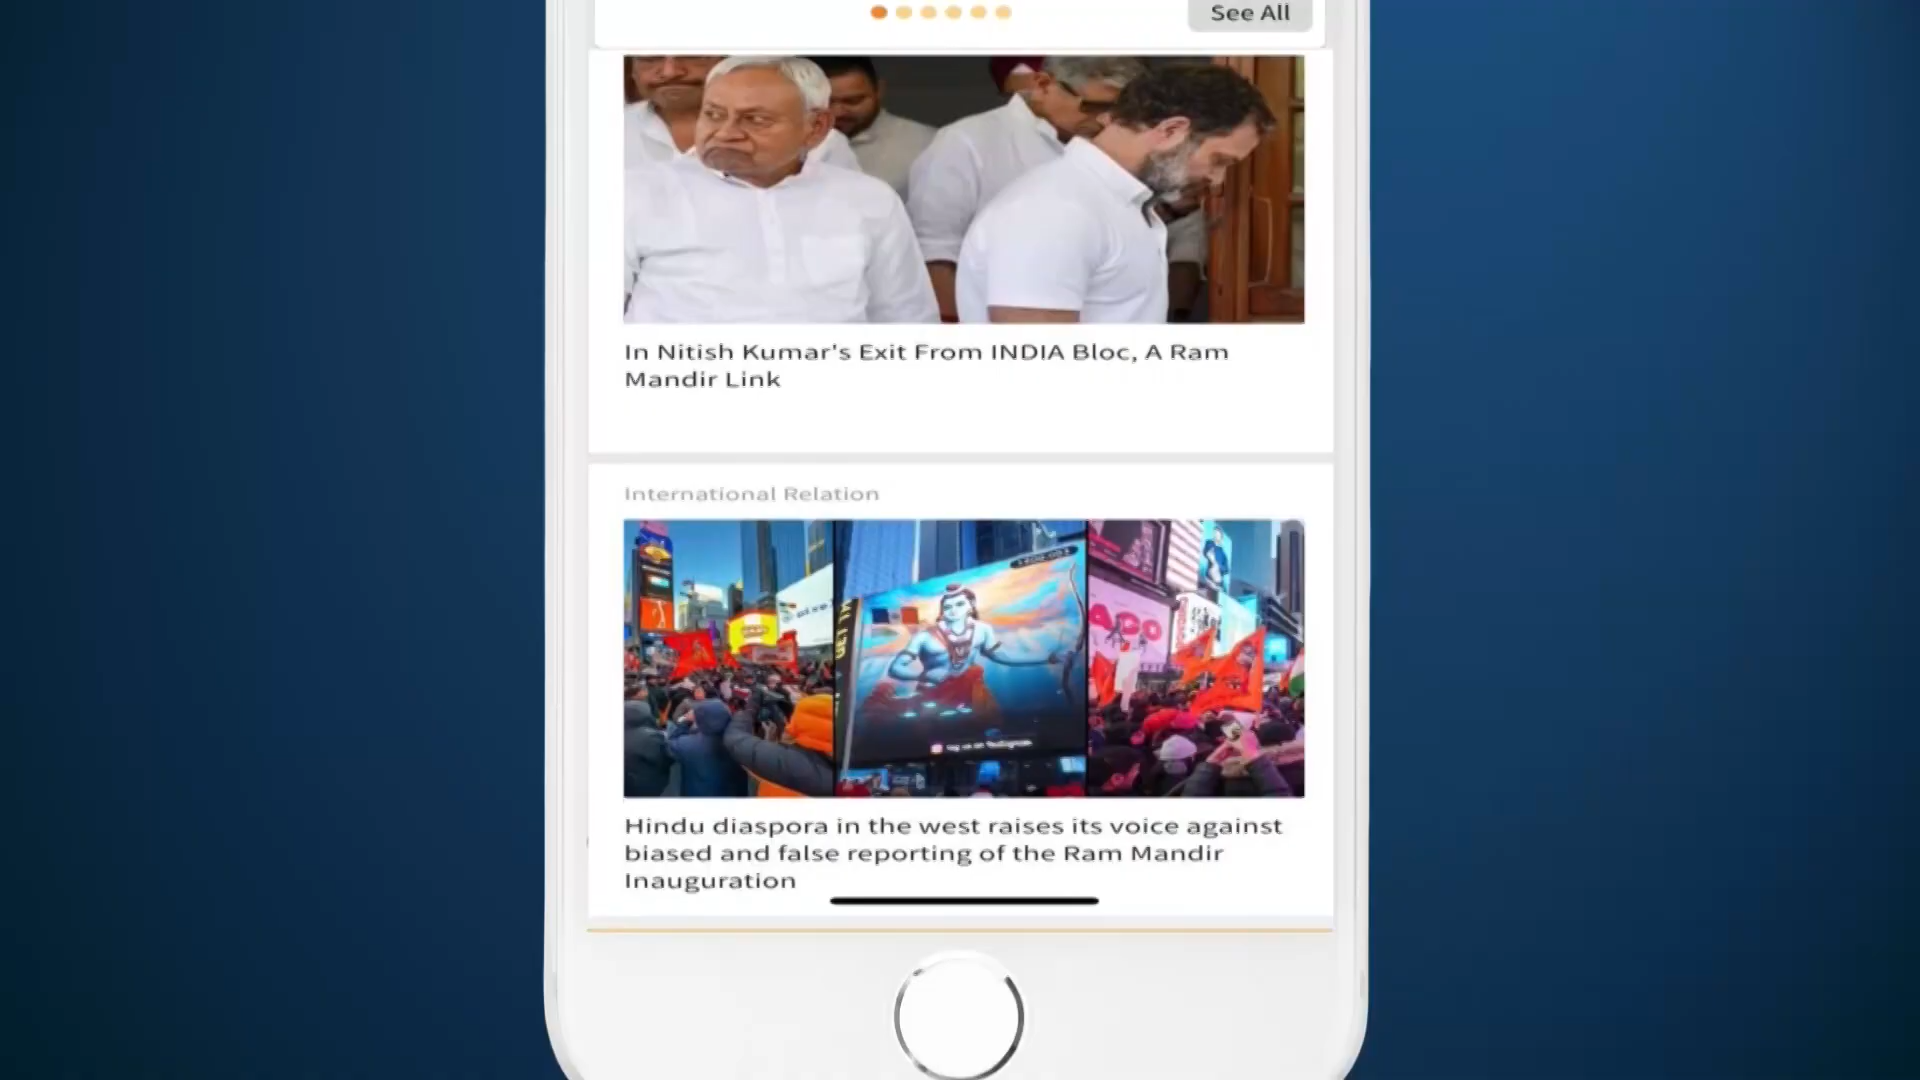 See All
In Nitish Kumar's Exit From INDIA Bloc, A Ram
Mandir Link
International Relation
Hindu diaspora in the west raises its voice against
biased and false reporting of the Ram Mandir
Inauguration